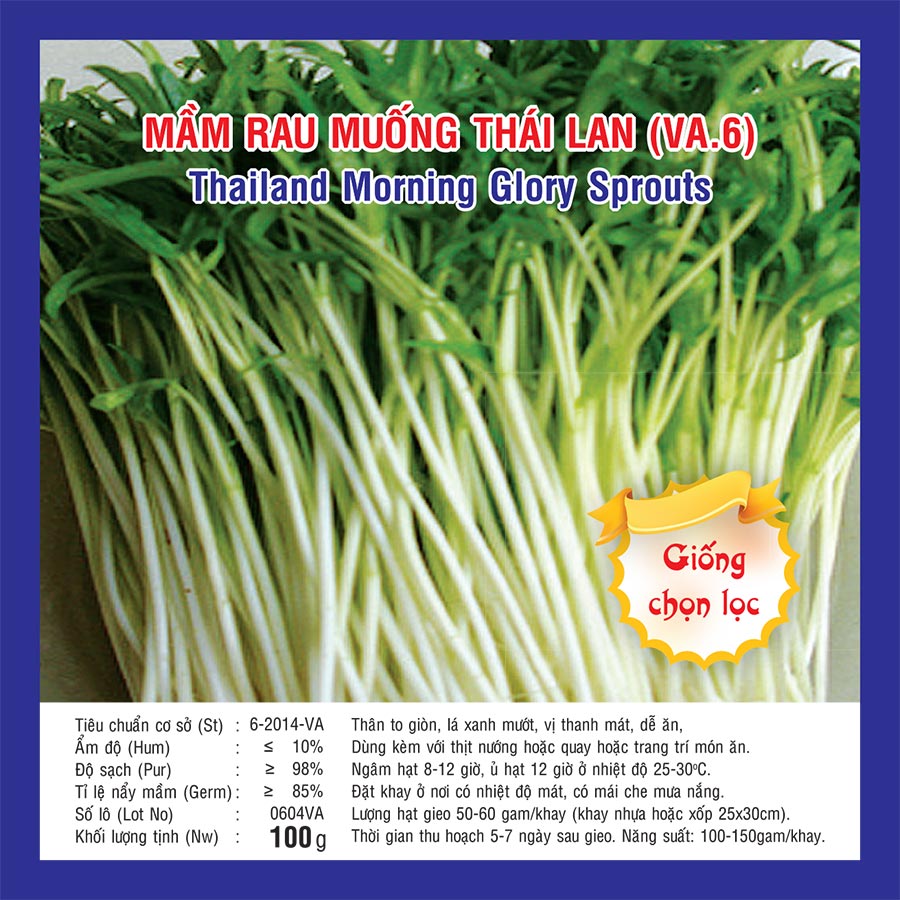 MẦM RAU MUỐNG THÁI LAN (VA.6)
Thailand Morning Glory Sprouts
Giống
chọn lọc
Tiêu chuẩn cơ sở (St) : 6-2014-VA
Ẩm độ (Hum) : ≤ 10%
Độ sạch (Pur) : ≥ 98%
Tỉ lệ nẩy mầm (Germ) : ≥ 85%
Số lô (Lot No) : 0604VA
Khối lượng tịnh (Nw) : 100g
Thân to giòn, lá xanh mướt, vị thanh mát, dễ ăn,
Dùng kèm với thịt nướng hoặc quay hoặc trang trí món ăn.
Ngâm hạt 8-12 giờ, ủ hạt 12 giờ ở nhiệt độ 25-30ºC.
Đặt khay ở nơi có nhiệt độ mát, có mái che mưa nắng.
Lượng hạt gieo 50-60 gam/khay (khay nhựa hoặc xốp 25x30cm).
Thời gian thu hoạch 5-7 ngày sau gieo. Năng suất: 100-150gam/khay.